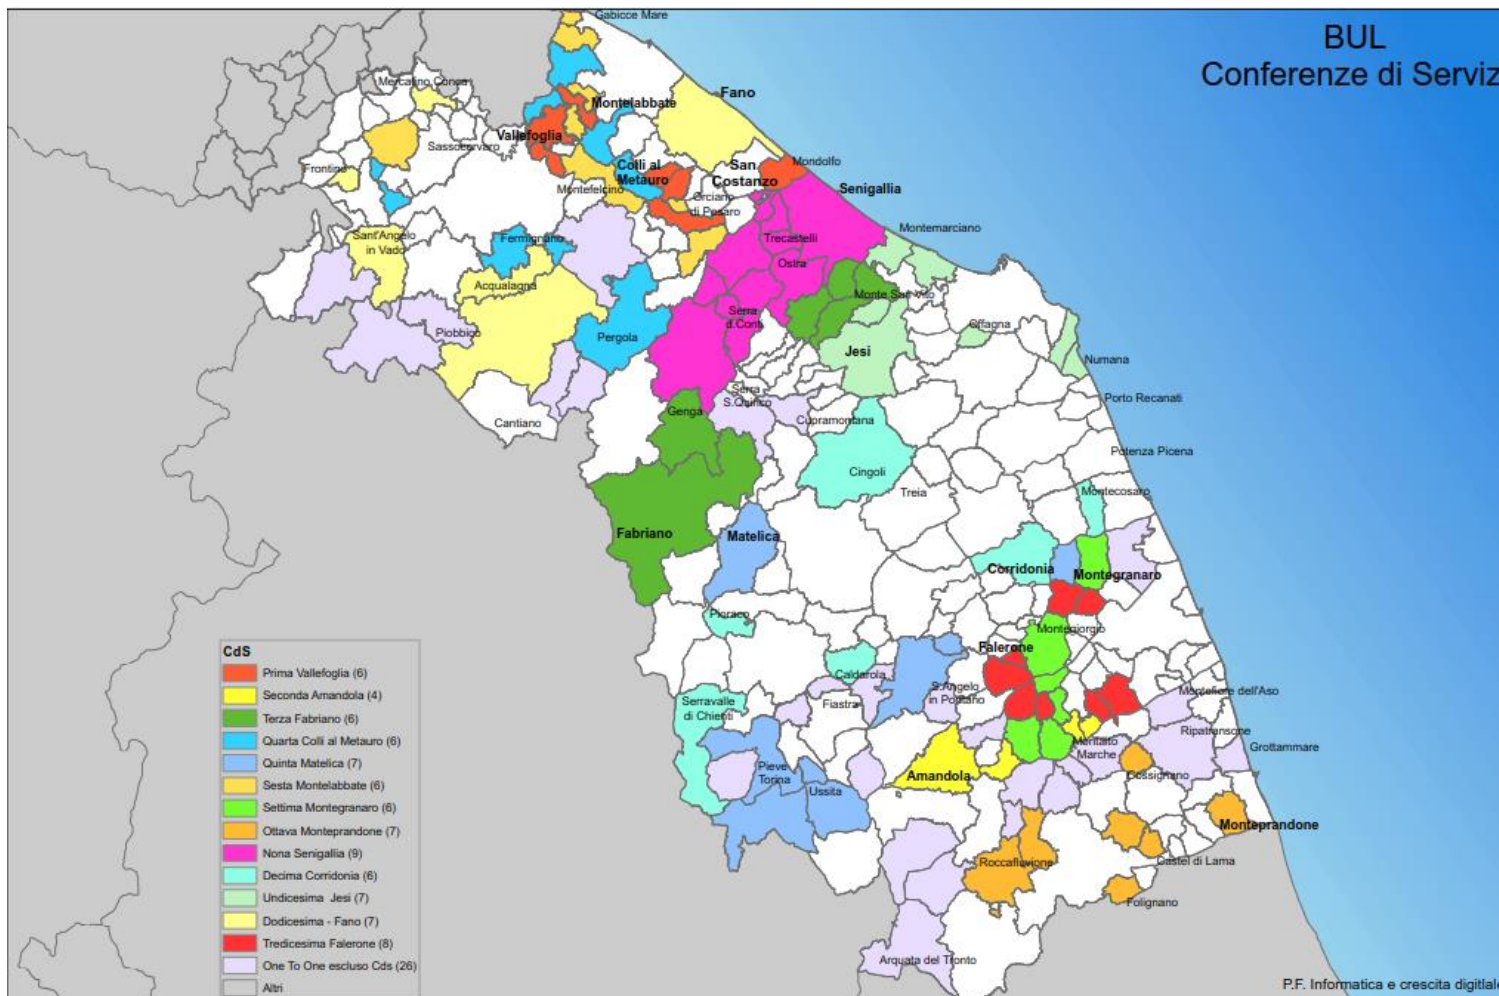 BUL
Conferenze di Serviz
Gabicce Mare
Mercatino Conca
Montelabbate
Fano
Vallefoglia
Sassocorvaro
Frontino
Colli al
Metauro
San
Costanzo
Mondolfo
Montefelcino
Orciano
di Pesaro
Senigallia
Sant'Angelo
in Vado
Fermignano
Trecastelli
Montemarciano
Ostra
Acqualagna
Monte San Vito
Piobbico
Pergola
Serra
d.Conti
Offagna
Jesi
Numana
Serra
S.Quirico
Porto Recanati
Genga
Cantiano
Cupramontana
Potenza Picena
Cingoli
Treia
Montecosaro
Fabriano
Matelica
Corridonia
Montegranaro
Pioraco
Montegiorgio
Falerone
Caldarola
S.Angelo
in Pontano
Montefiore dell'Aso
Serravalle
di Chienti
Fiastra
Ripatransone
Montalto
Marche
Grottammare
Pieve
Torina
Ussita
Amandola
Cossignano
Monteprandone
Roccafluvione
Castel di Lama
Folignano
Arquata del Tronto
CdS
Prima Vallefoglia (6)
Seconda Amandola (4)
Terza Fabriano (6)
Quarta Colli al Metauro (6)
Quinta Matelica (7)
Sesta Montelabbate (6)
Settima Montegranaro (6)
Ottava Monteprandone (7)
Nona Senigallia (9)
Decima Corridonia (6)
Undicesima Jesi (7)
Dodicesima - Fano (7)
Tredicesima Falerone (8)
One To One escluso Cds (26)
Altri
P.F. Informatica e crescita digitlale